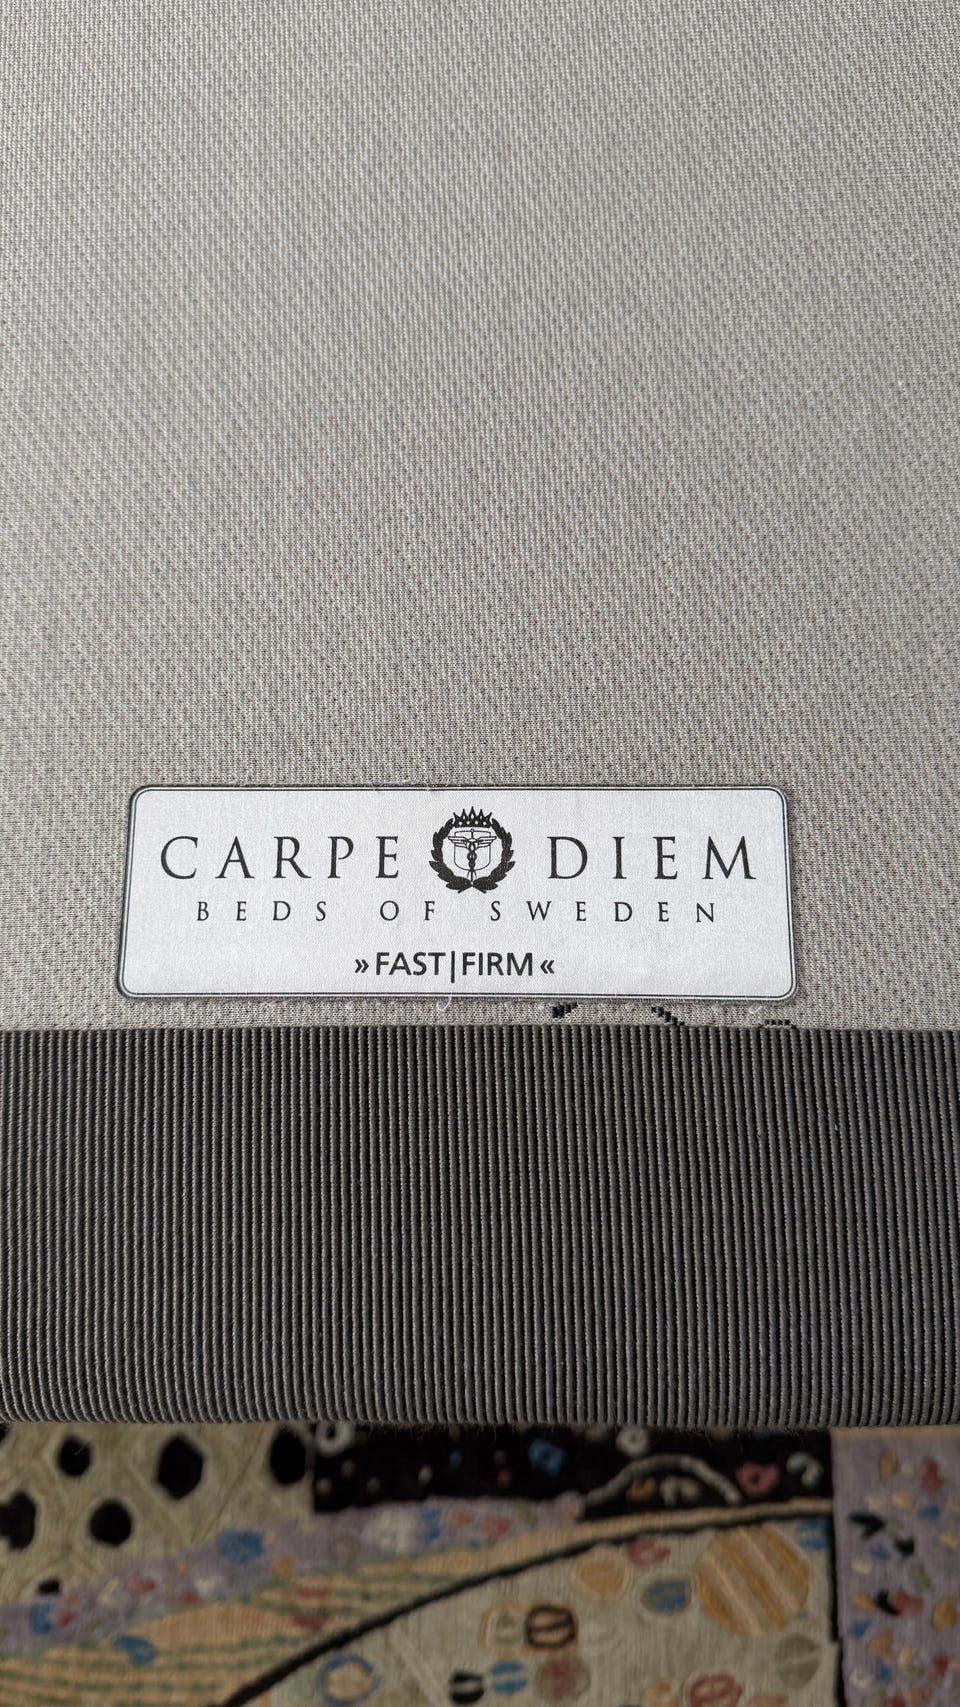 CARPE DIEM
BEDS OF SWEDEN
»FAST|FIRM«